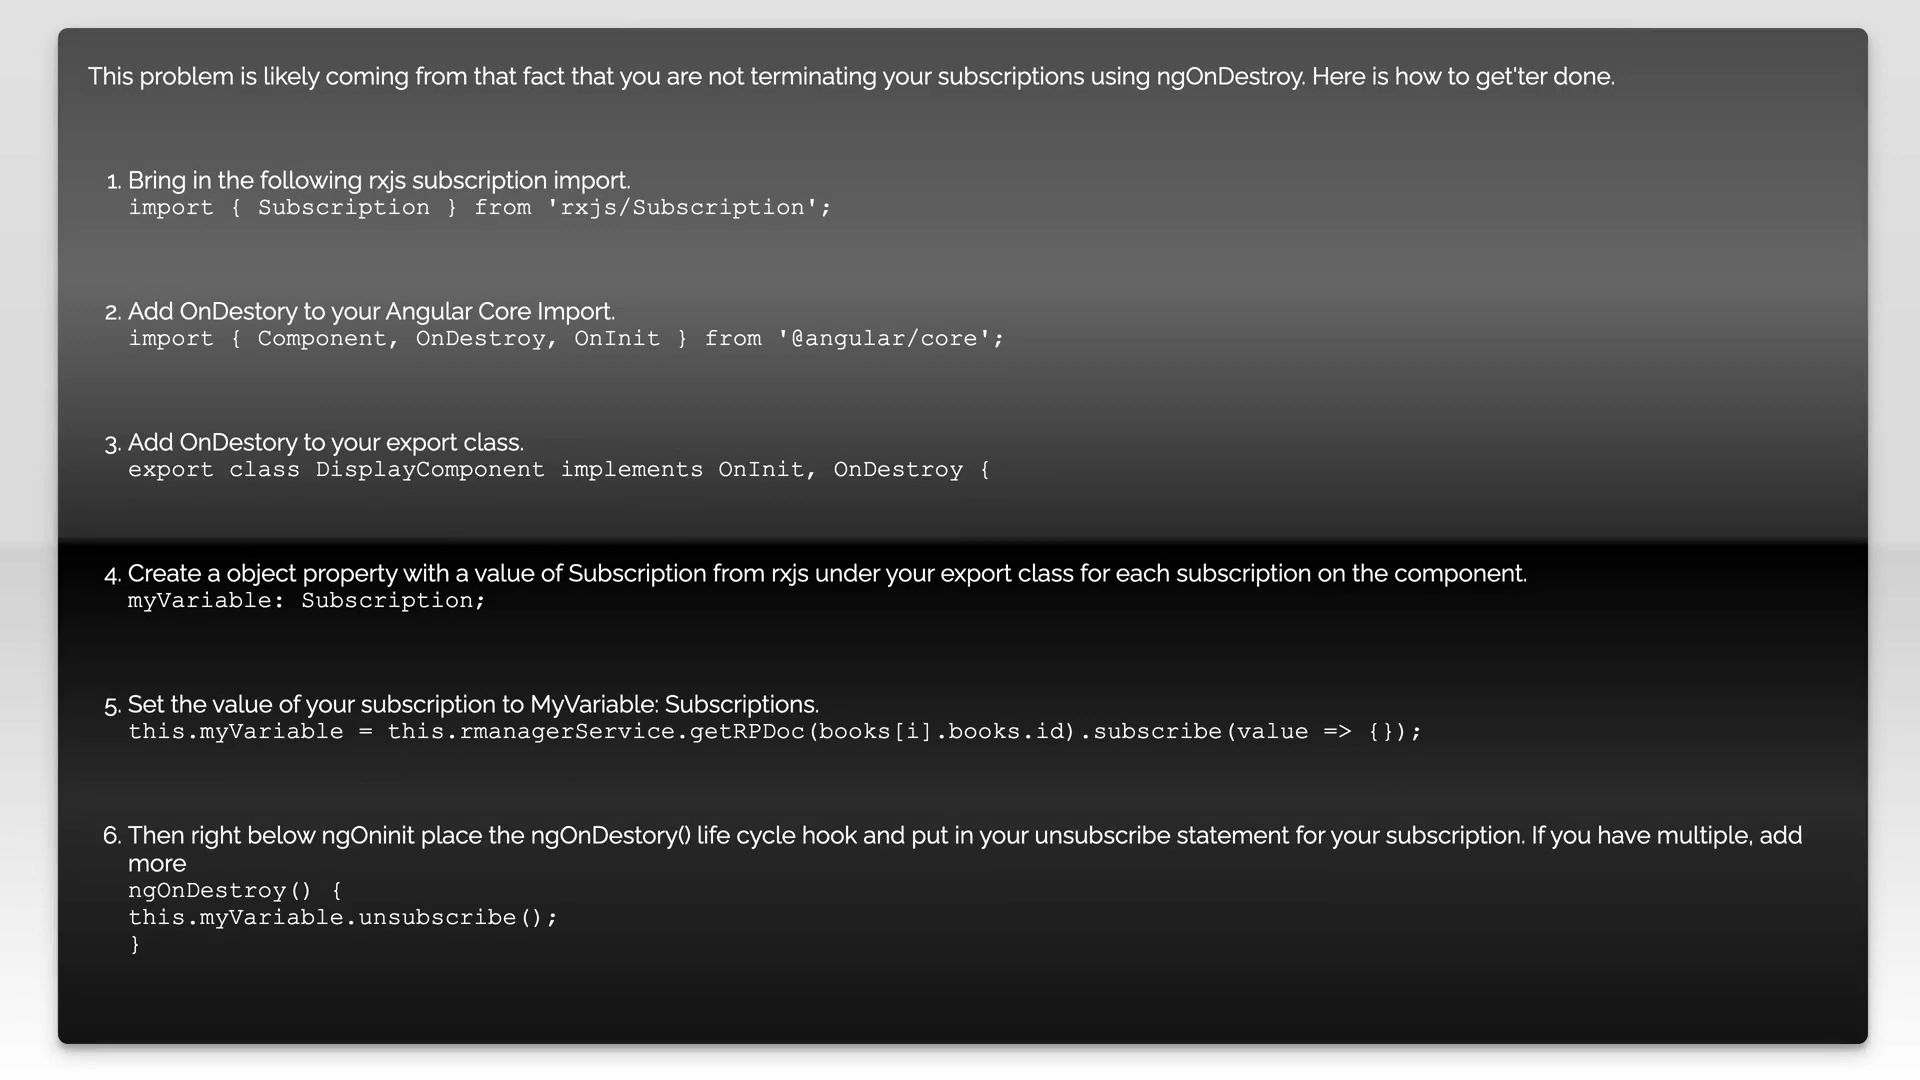 This problem is likely coming from that fact that you are not terminating your subscriptions using ngOnDestroy. Here is how to get'ter done.
1. Bring in the following rxjs subscription import.
import { Subscription } from 'rxjs/Subscription';
2. Add OnDestory to your Angular Core Import.
import { Component, OnDestroy, OnInit } from '@angular/core';
3. Add OnDestory to your export class.
export class DisplayComponent implements OnInit, OnDestroy {
4. Create a object property with a value of Subscription from rxjs under your export class for each subscription on the component.
myVariable: Subscription;
5. Set the value of your subscription to MyVariable: Subscriptions.
this.myVariable = this.rmanagerService.getRPDoc(books[i].books.id).subscribe(value => {});
6. Then right below ngOninit place the ngOnDestory() life cycle hook and put in your unsubscribe statement for your subscription. If you have multiple, add
more
ngOnDestroy() {
this.myVariable.unsubscribe();
}